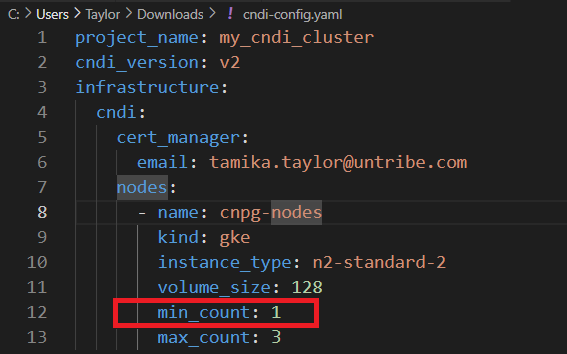 C: > Users > Taylor > Downloads > ! cndi-config.yaml
1 project_name: my_cndi_cluster
2 cndi_version: v2
3 infrastructure:
4 cndi:
5 cert_manager:
6 email: tamika.taylor@untribe.com
7 nodes:
8 - name: cnpg-nodes
9 kind: gke
10 instance_type: n2-standard-2
11 volume_size: 128
12 min_count: 1
13 max_count: 3